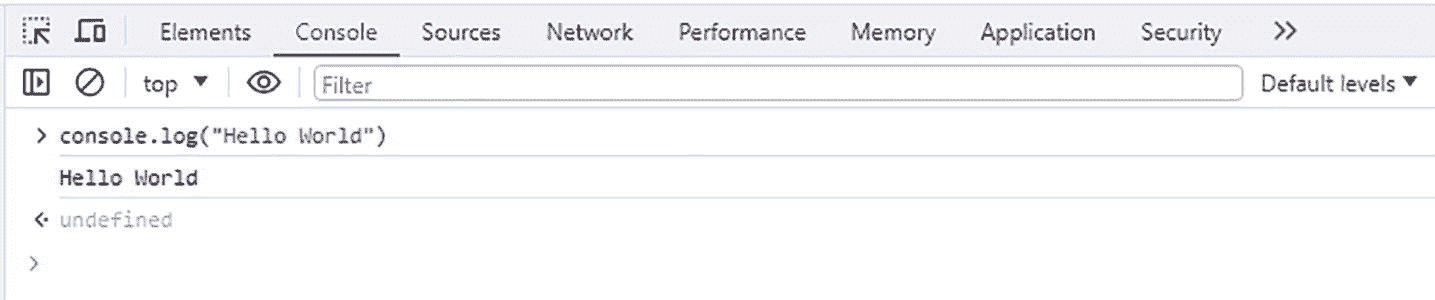 Elements Console Sources Network Performance Memory Application Security
top Filter Default levels
console.log("Hello World")
Hello World
undefined